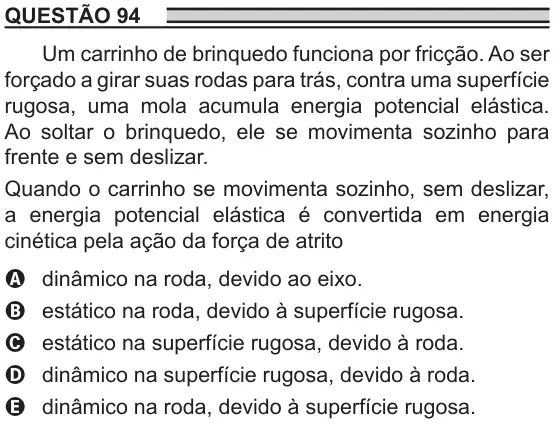 QUESTÃO 94
Um carrinho de brinquedo funciona por fricção. Ao ser
forçado a girar suas rodas para trás, contra uma superfície
rugosa, uma mola acumula energia potencial elástica.
Ao soltar o brinquedo, ele se movimenta sozinho para
frente e sem deslizar.
Quando o carrinho se movimenta sozinho, sem deslizar,
a energia potencial elástica é convertida em energia
cinética pela ação da força de atrito
A dinâmico na roda, devido ao eixo.
B estático na roda, devido à superfície rugosa.
C estático na superfície rugosa, devido à roda.
D dinâmico na superfície rugosa, devido à roda.
E dinâmico na roda, devido à superfície rugosa.